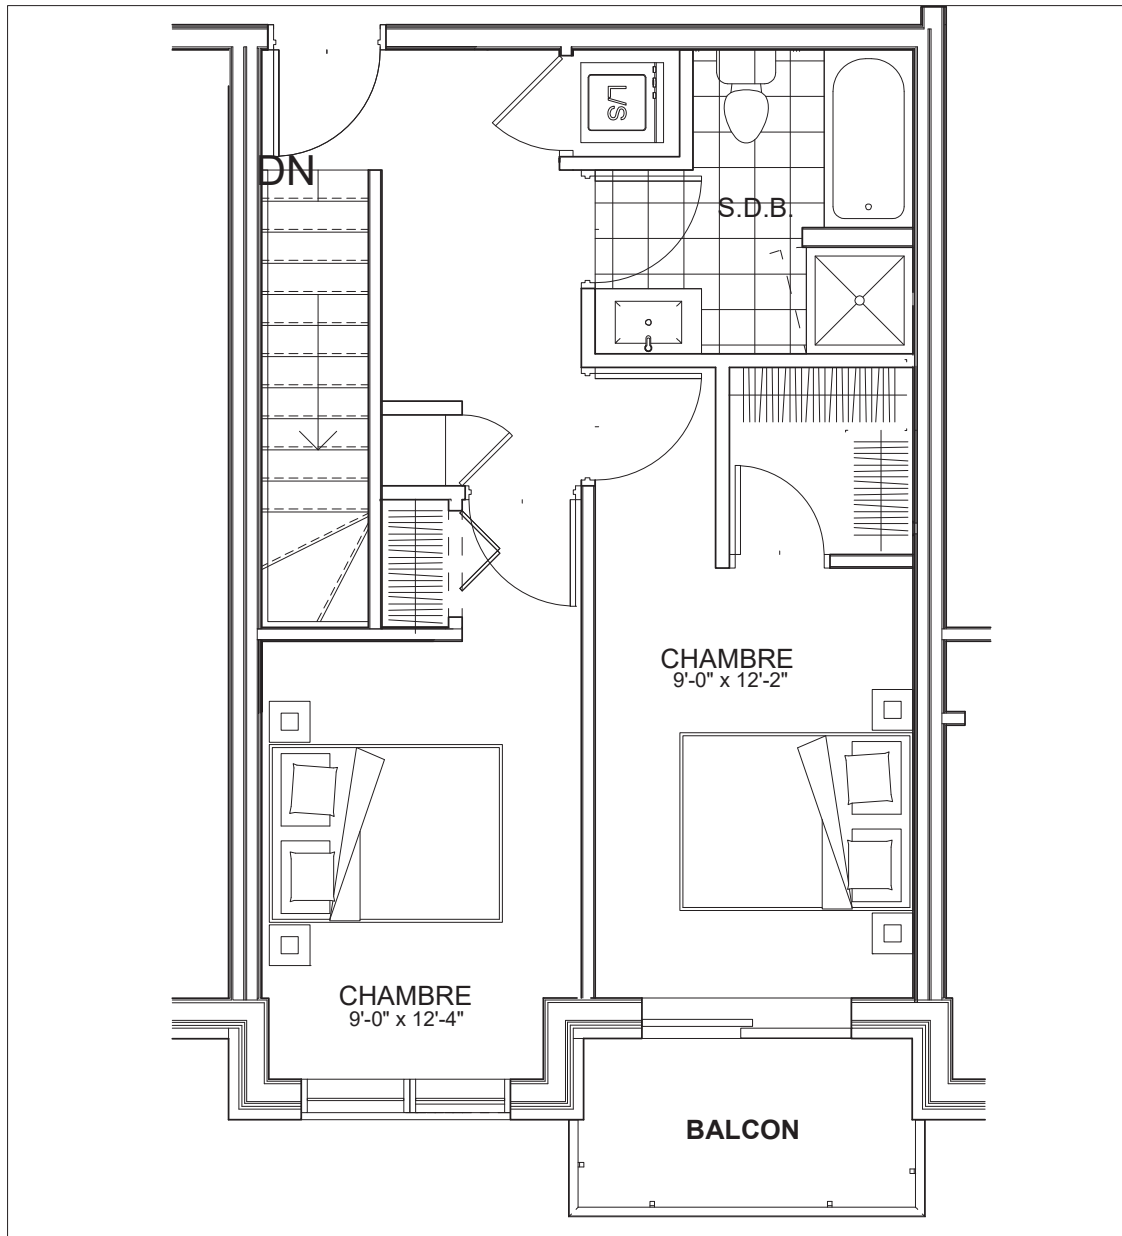 L/S
DN
S.D.B.
CHAMBRE
9'-0" x 12'-2"
CHAMBRE
9'-0" x 12'-4"
BALCON